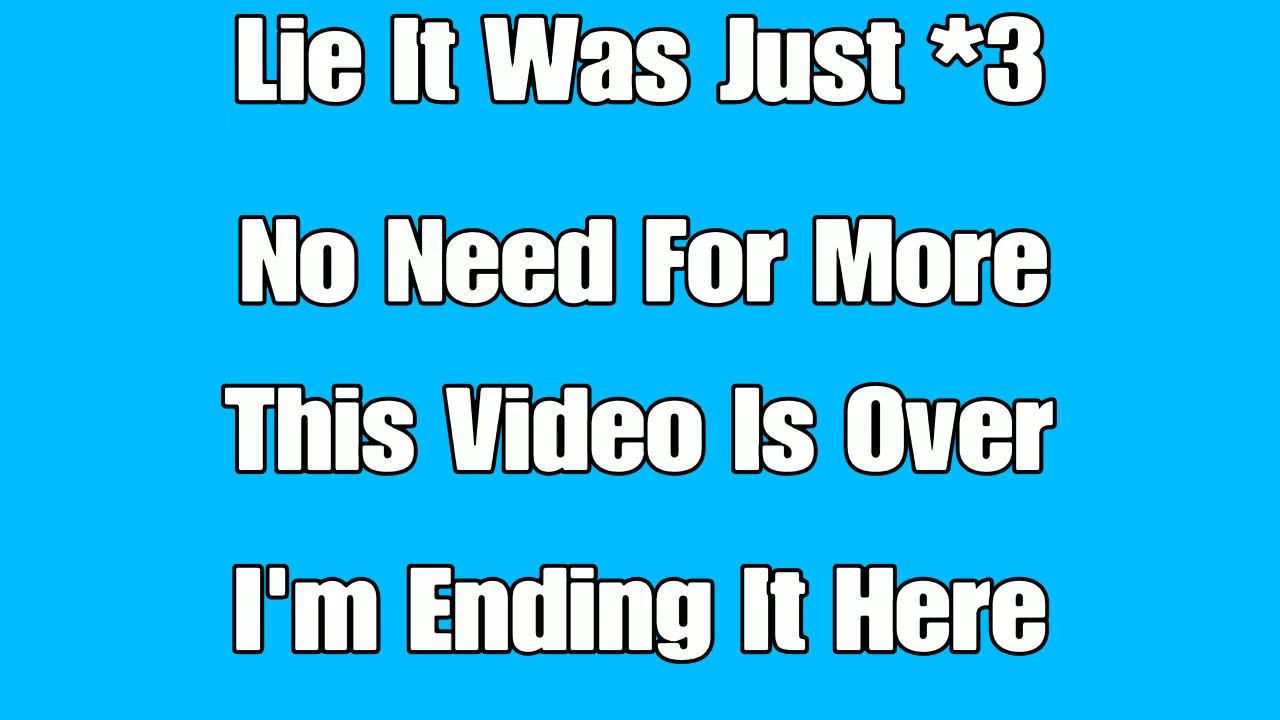 Lie It Was Just *3
No Need For More
This Video Is Over
I'm Ending It Here